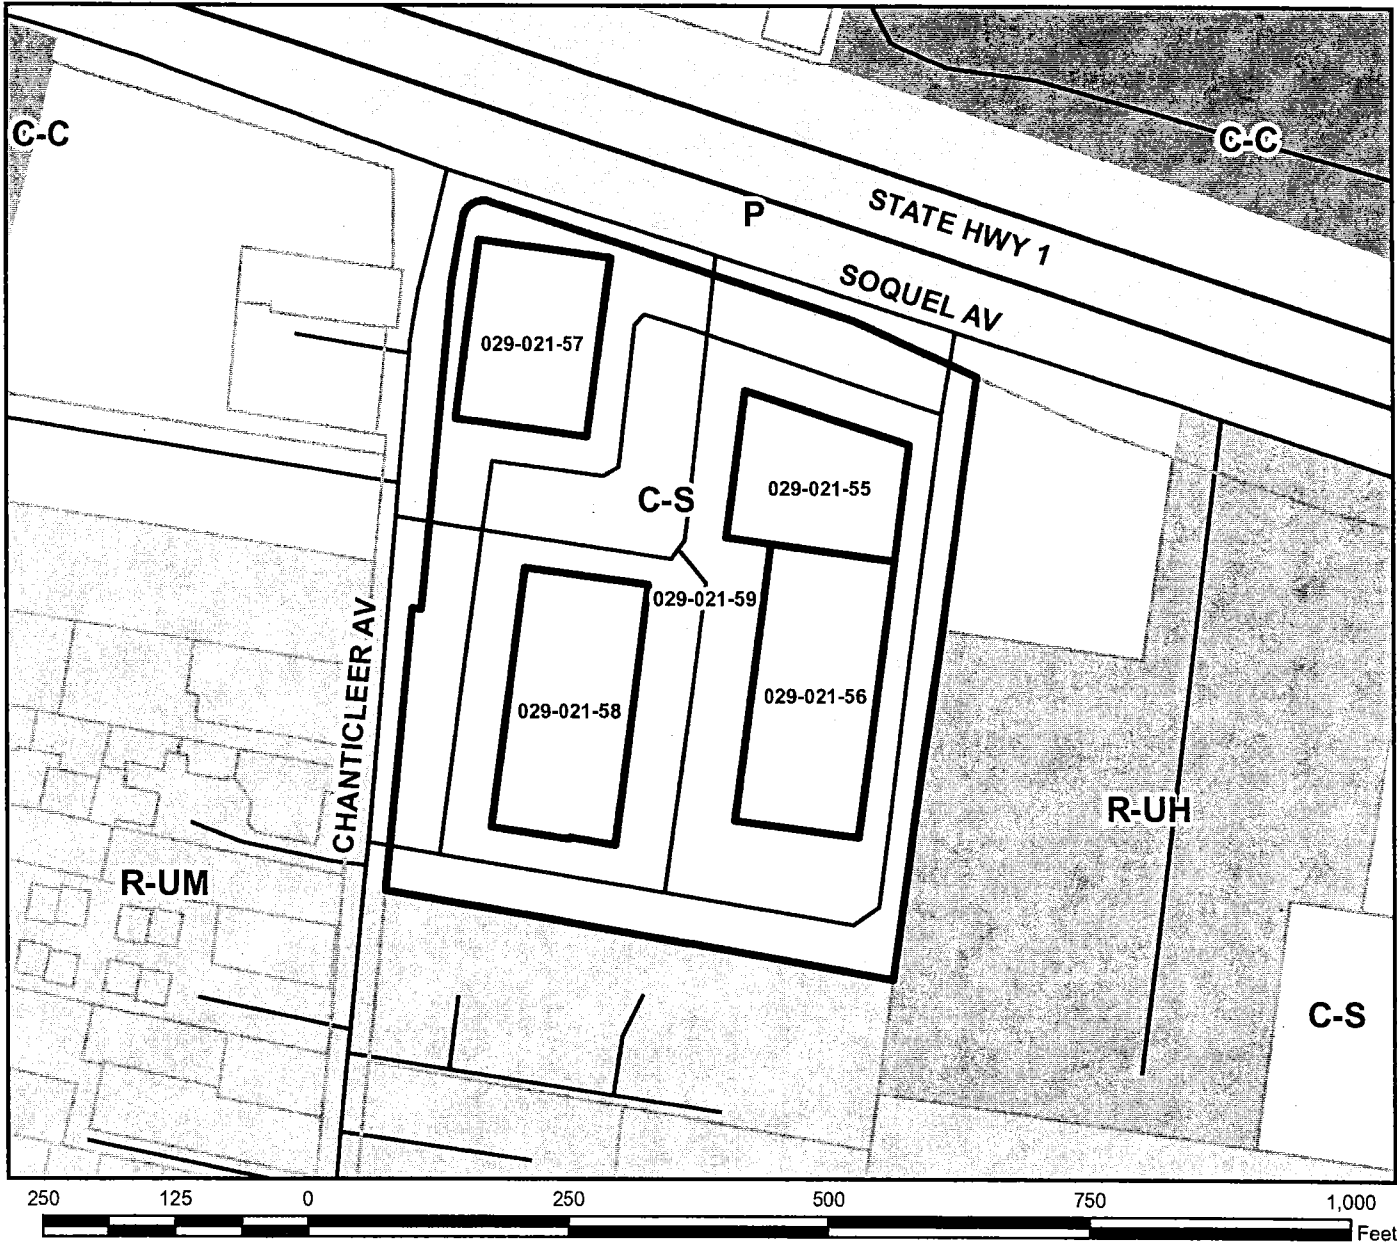 C-C
C-C
P
STATE HWY 1
SOQUEL AV
029-021-57
029-021-55
C-S
029-021-59
029-021-56
029-021-58
CHANTICLEER AV
R-UH
R-UM
C-S
250 125 0 250 500 750 1,000
Feet